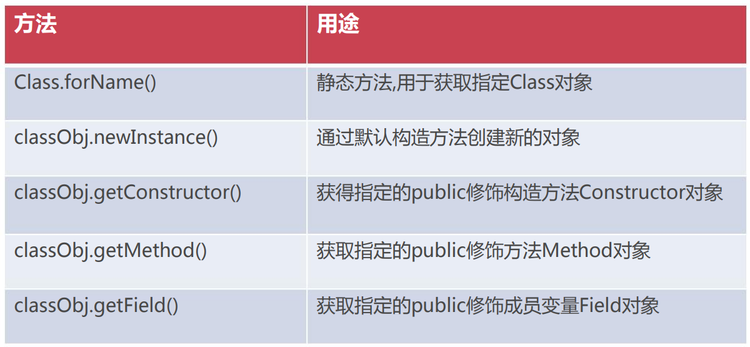 方法 用途
Class.forName() 静态方法,用于获取指定Class对象
classObj.newInstance() 通过默认构造方法创建新的对象
classObj.getConstructor() 获得指定的public修饰构造方法Constructor对象
classObj.getMethod() 获取指定的public修饰方法Method对象
classObj.getField() 获取指定的public修饰成员变量Field对象